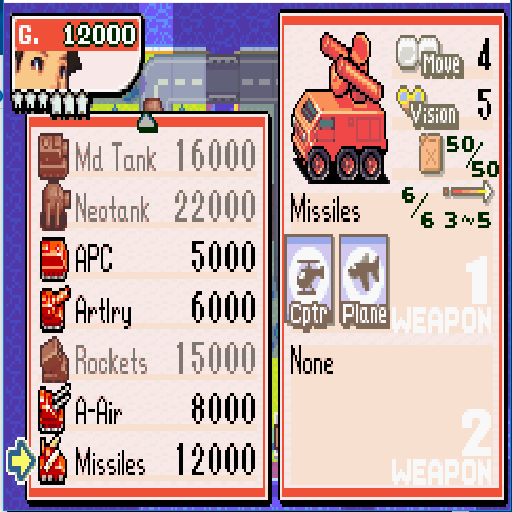 G. 12000
Md Tank 16000
Neotank 22000
APC 5000
Artlry 6000
Rockets 15000
A-Air 8000
Missiles 12000
Move 4
Vision 5
50/50
6/6 3~5
Missiles
Cptr Plane
1
WEAPON
None
2
WEAPON